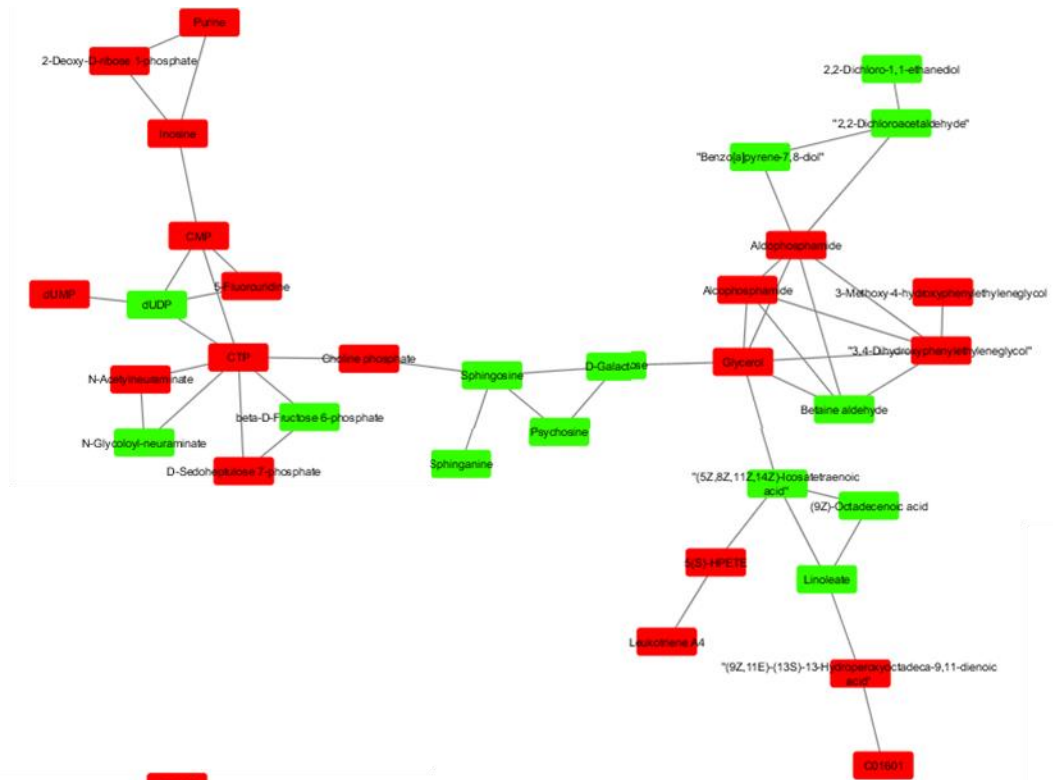 Purine
2-Deoxy-D-ribose 1-phosphate
Inosine
2,2-Dichloro-1,1-ethanediol
"2,2-Dichloroacetaldehyde"
"Benzo[a]pyrene-7,8-diol"
CMP
Aldophosphamide
dUMP
dUDP
5-Fluorouridine
Alcophosphamide
3-Methoxy-4-hydroxyphenylethyleneglycol
CTP
Choline phosphate
"3,4-Dihydroxyphenylethyleneglycol"
Glycerol
D-Galactose
Sphingosine
N-Acetylneuraminate
beta-D-Fructose 6-phosphate
Betaine aldehyde
Psychosine
N-Glycoloyl-neuraminate
Sphinganine
D-Sedoheptulose 7-phosphate
"(5Z,8Z,11Z,14Z)-Icosatetraenoic
acid"
(9Z)-Octadecenoic acid
5(S)-HPETE
Linoleate
Leukotriene A4
"(9Z,11E)-(13S)-13-Hydroperoxyoctadeca-9,11-dienoic
acid"
C01601